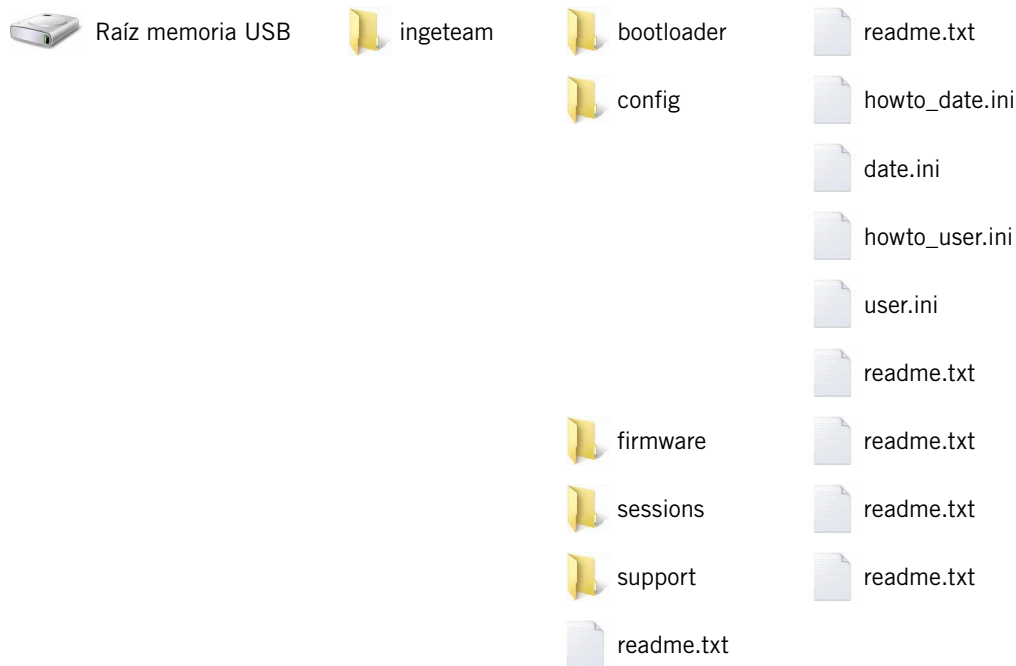 Raíz memoria USB ingeteam bootloader readme.txt
config howto_date.ini
date.ini
howto_user.ini
user.ini
readme.txt
firmware readme.txt
sessions readme.txt
support readme.txt
readme.txt